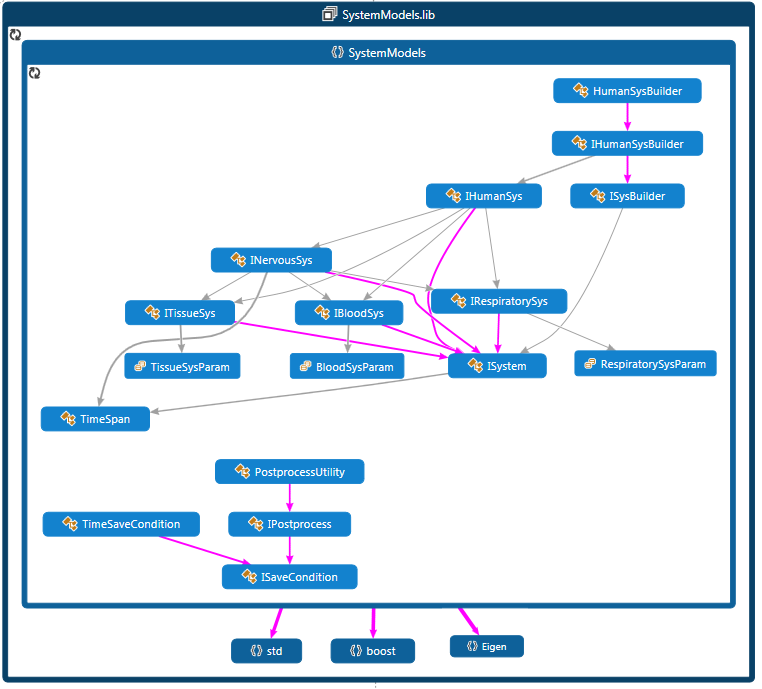 SystemModels.lib
SystemModels
HumanSysBuilder
IHumanSysBuilder
IHumanSys
ISysBuilder
INervousSys
ITissueSys
IBloodSys
IRespiratorySys
TissueSysParam
BloodSysParam
ISystem
RespiratorySysParam
TimeSpan
PostprocessUtility
TimeSaveCondition
IPostprocess
ISaveCondition
std
boost
Eigen